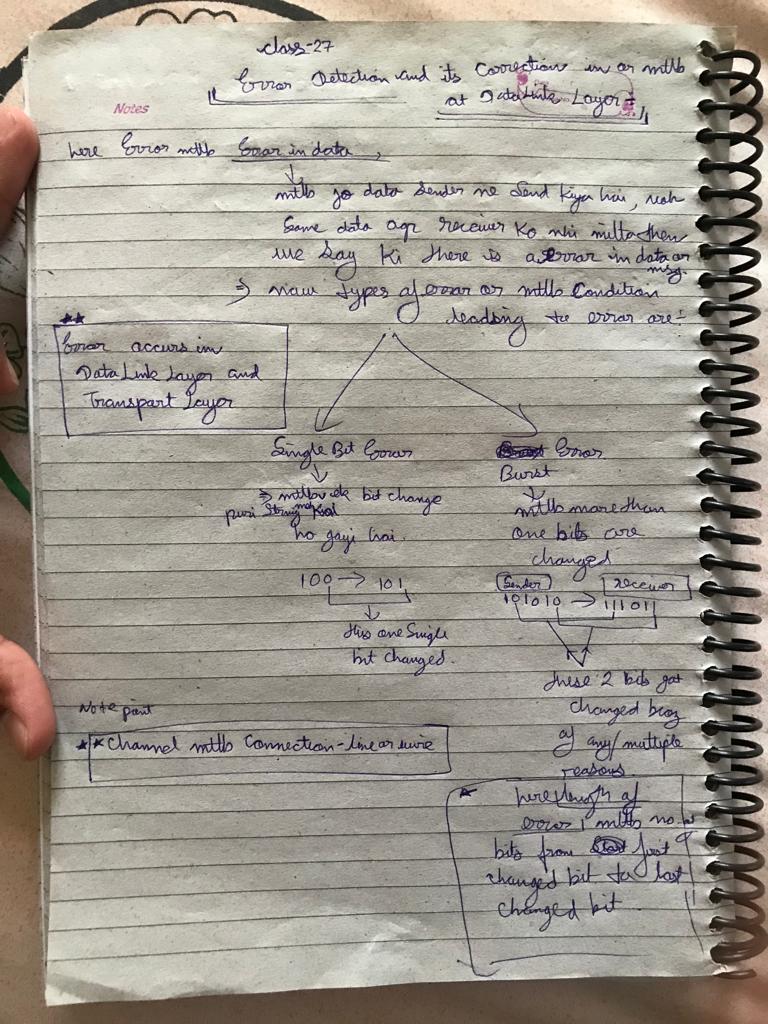 class-27
Error Detection and its Correction in or mtlb
at Data Link Layer :-
Notes
here Error mtlb Error in data,
mtlb jo data sender ne Send kiya hai, woh
Same data agr receiver ko nhi milta then
we say ki there is a error in data or
msg.
⇒ now types of error or mtlb Condition
leading to error are:-
★★
Error occurs in
Data Link Layer and
Transport Layer
Single Bit Error
⇒ mtlb ek bit change
puri String meh
ho gayi hai.
100 → 101
this one Single
bit changed.
Error
Burst
mtlb more than
one bits are
changed
Sender receiver
101010 → 111011
these 2 bits got
changed bcoz
of any/multiple
reasons.
Note point
★★ Channel mtlb Connection-line or wire
★ here length of
error, mtlb no. of
bits from first
changed bit to last
changed bit